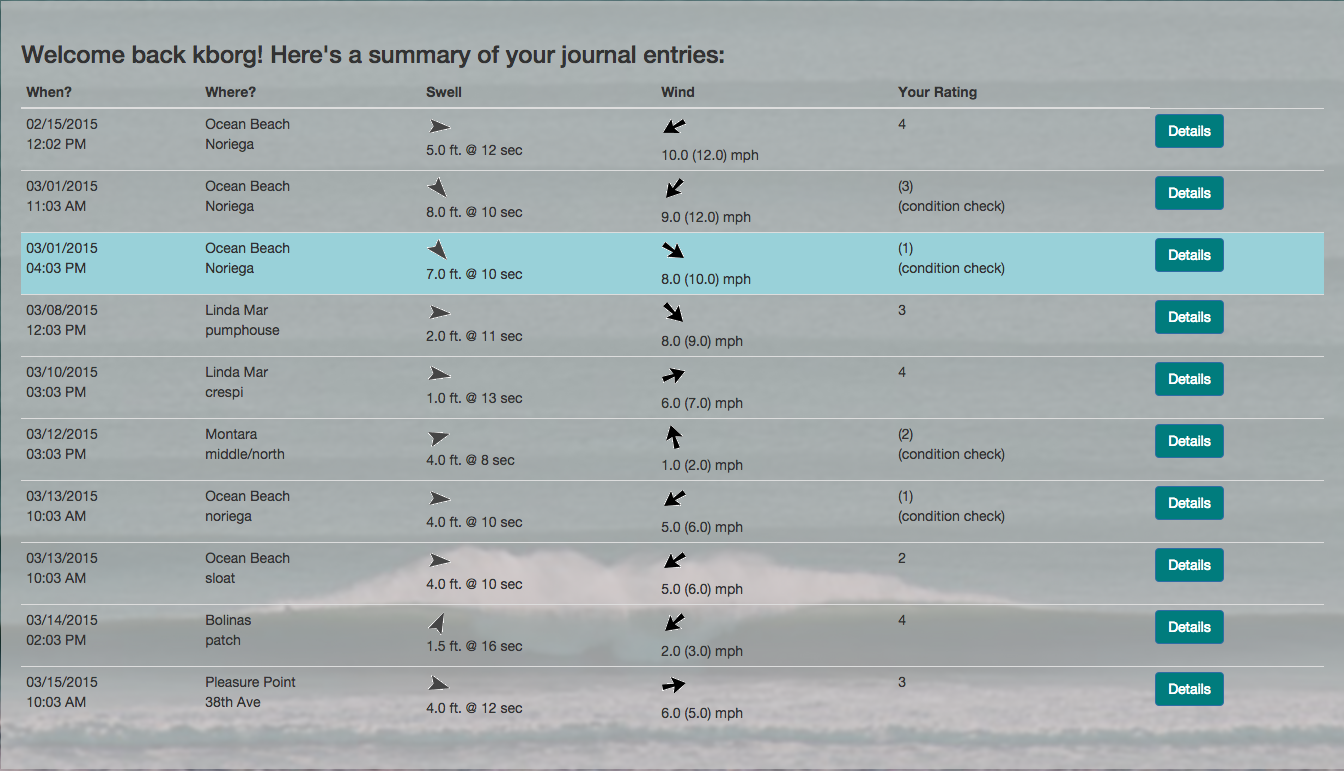 Welcome back kborg! Here's a summary of your journal entries:
When? Where? Swell Wind Your Rating
02/15/2015 Ocean Beach 4
12:02 PM Noriega 5.0 ft. @ 12 sec 10.0 (12.0) mph Details
03/01/2015 Ocean Beach (3)
11:03 AM Noriega 8.0 ft. @ 10 sec 9.0 (12.0) mph (condition check) Details
03/01/2015 Ocean Beach (1)
04:03 PM Noriega 7.0 ft. @ 10 sec 8.0 (10.0) mph (condition check) Details
03/08/2015 Linda Mar 3
12:03 PM pumphouse 2.0 ft. @ 11 sec 8.0 (9.0) mph Details
03/10/2015 Linda Mar 4
03:03 PM crespi 1.0 ft. @ 13 sec 6.0 (7.0) mph Details
03/12/2015 Montara (2)
03:03 PM middle/north 4.0 ft. @ 8 sec 1.0 (2.0) mph (condition check) Details
03/13/2015 Ocean Beach (1)
10:03 AM noriega 4.0 ft. @ 10 sec 5.0 (6.0) mph (condition check) Details
03/13/2015 Ocean Beach 2
10:03 AM sloat 4.0 ft. @ 10 sec 5.0 (6.0) mph Details
03/14/2015 Bolinas 4
02:03 PM patch 1.5 ft. @ 16 sec 2.0 (3.0) mph Details
03/15/2015 Pleasure Point 3
10:03 AM 38th Ave 4.0 ft. @ 12 sec 6.0 (5.0) mph Details